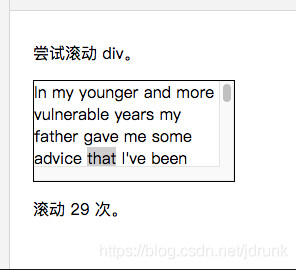 尝试滚动 div。
In my younger and more
vulnerable years my
father gave me some
advice that I've been
滚动 29 次。
https://blog.csdn.net/jdrunk